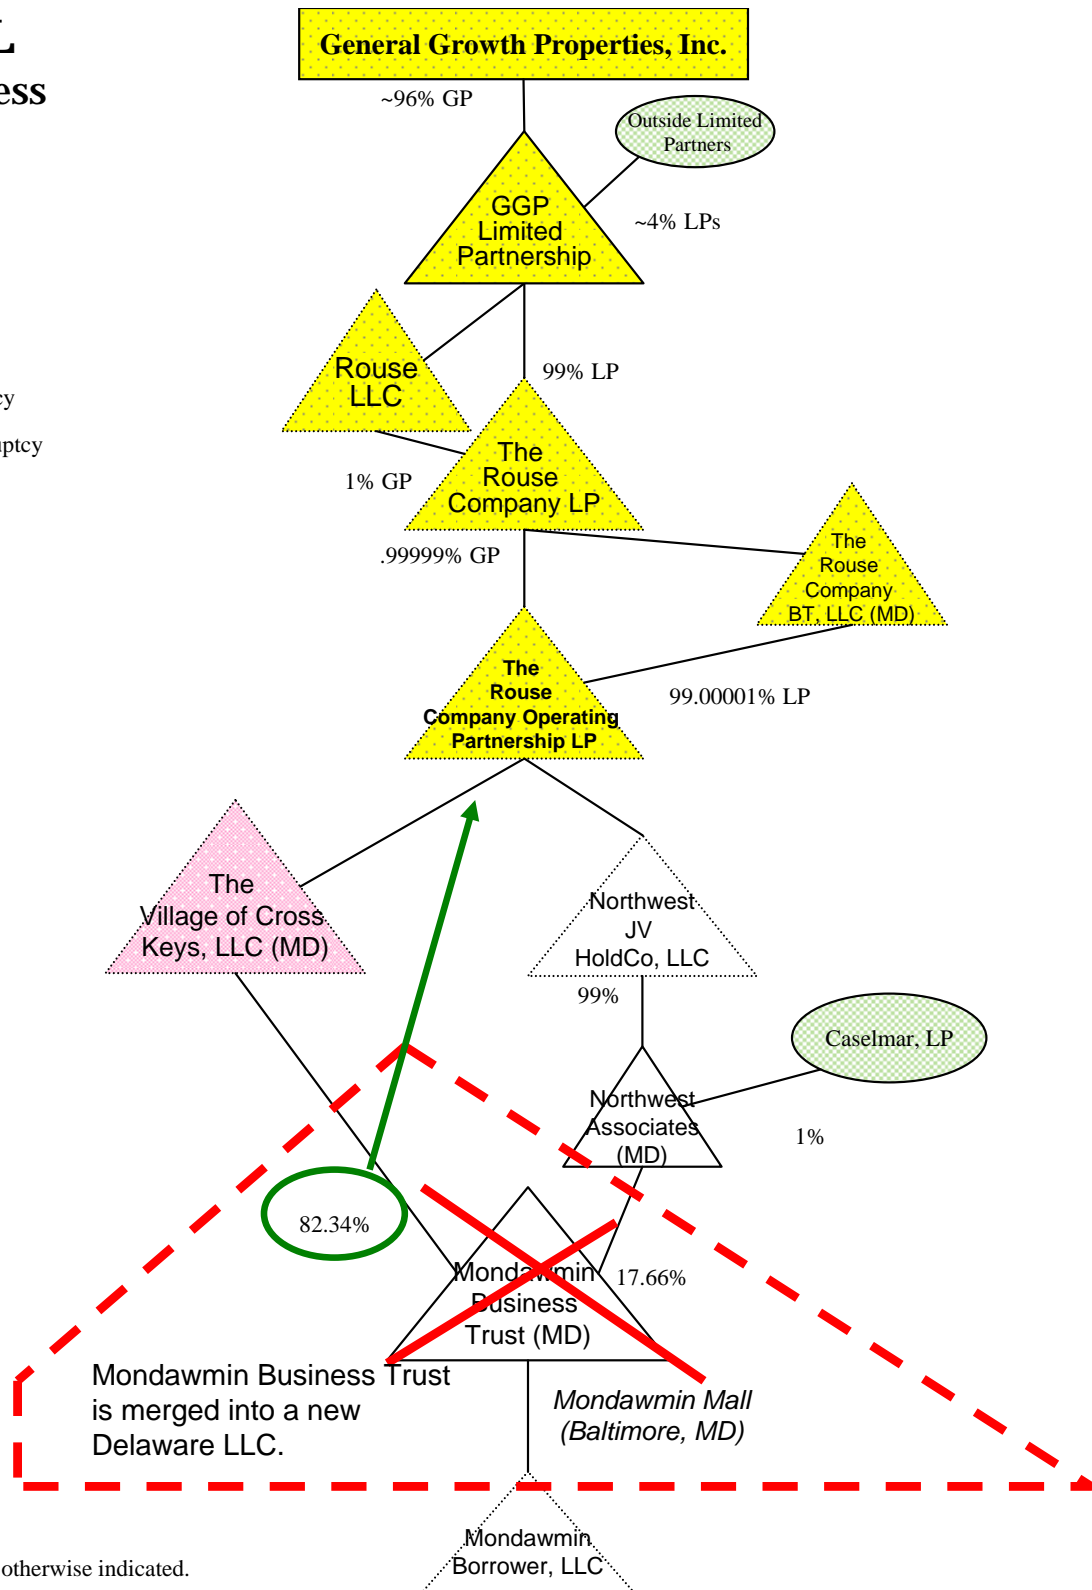 General Growth Properties, Inc.
ess
~96% GP
Outside Limited
Partners
GGP
Limited
Partnership
~4% LPs
Rouse
LLC
99% LP
cy
uptcy
The
Rouse
Company LP
1% GP
.99999% GP
The
Rouse
Company
BT, LLC (MD)
The
Rouse
Company Operating
Partnership LP
99.00001% LP
The
Village of Cross
Keys, LLC (MD)
Northwest
JV
HoldCo, LLC
99%
Caselmar, LP
Northwest
Associates
(MD)
1%
82.34%
17.66%
Mondawmin
Business
Trust (MD)
Mondawmin Business Trust
is merged into a new
Delaware LLC.
Mondawmin Mall
(Baltimore, MD)
Mondawmin
Borrower, LLC
otherwise indicated.